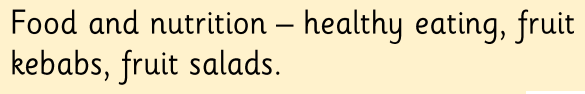 Food and nutrition – healthy eating, fruit
kebabs, fruit salads.